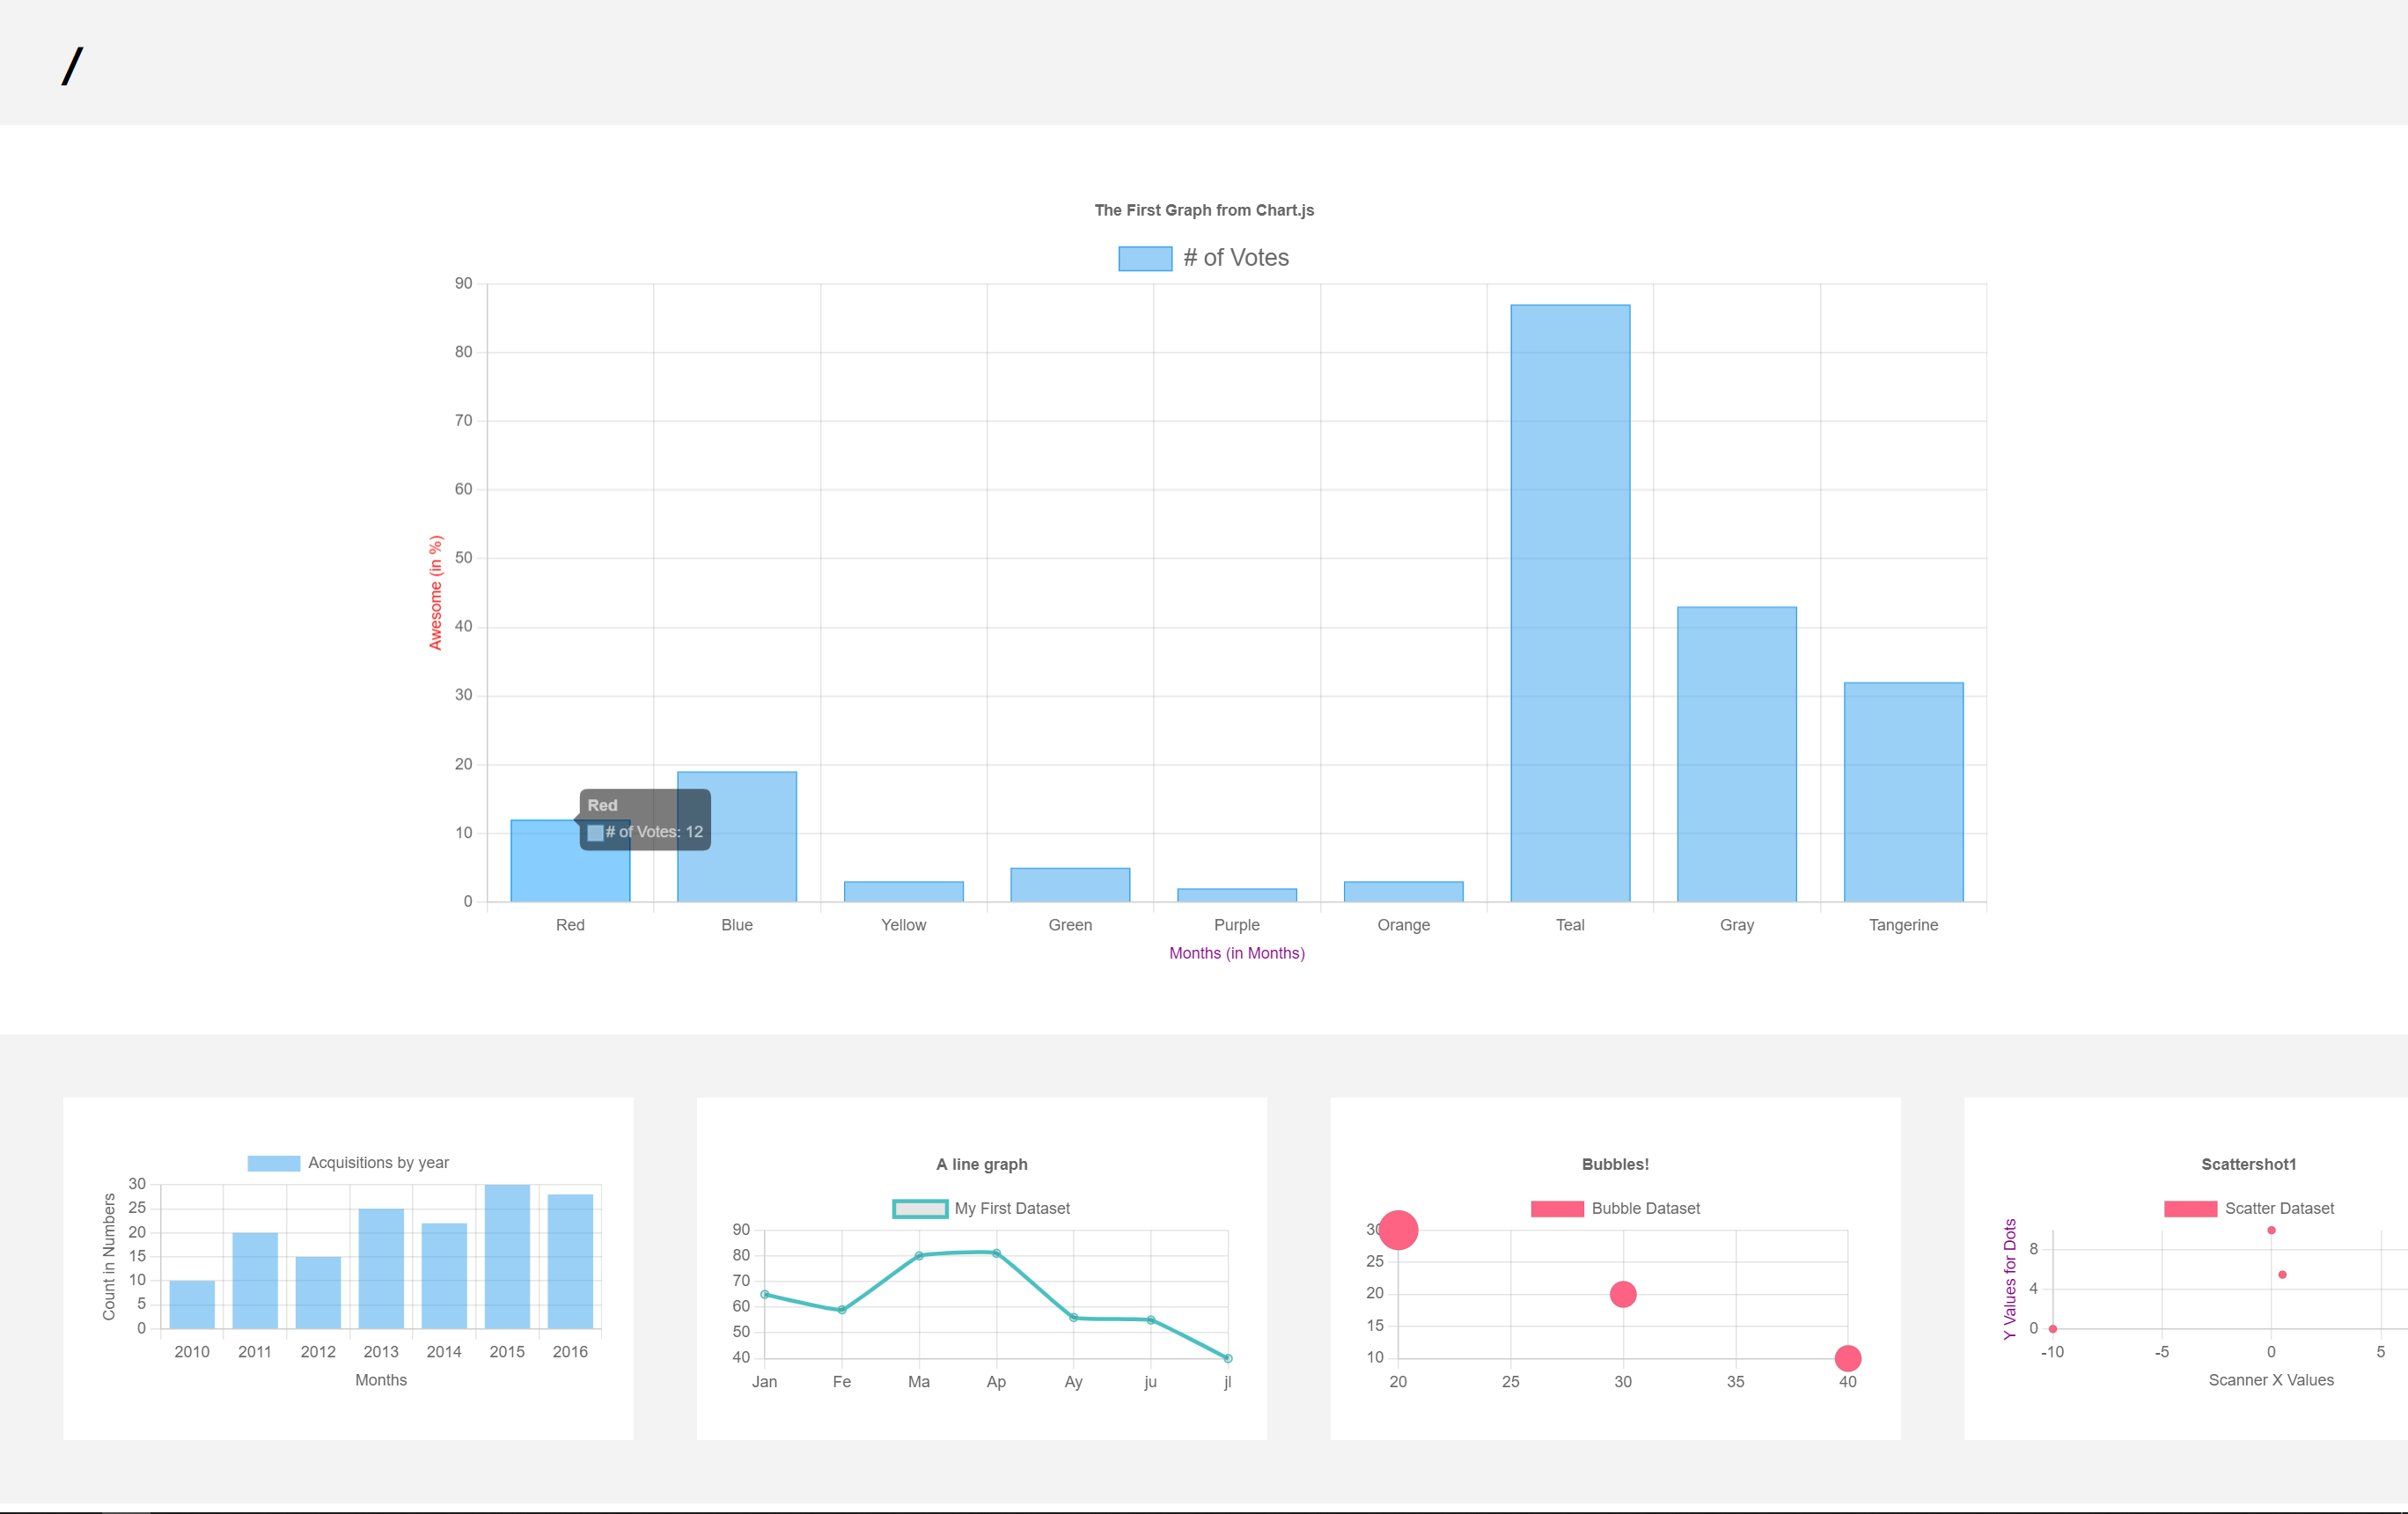 /
The First Graph from Chart.js
# of Votes
90
80
70
60
50
40
30
20
10
0
Awesome (in %)
Red
# of Votes: 12
Red Blue Yellow Green Purple Orange Teal Gray Tangerine
Months (in Months)
Acquisitions by year
30
25
20
15
10
5
0
Count in Numbers
2010 2011 2012 2013 2014 2015 2016
Months
A line graph
My First Dataset
90
80
70
60
50
40
Jan Fe Ma Ap Ay ju jl
Bubbles!
Bubble Dataset
30
25
20
15
10
20 25 30 35 40
Scattershot1
Scatter Dataset
Y Values for Dots
8
4
0
-10 -5 0 5
Scanner X Values